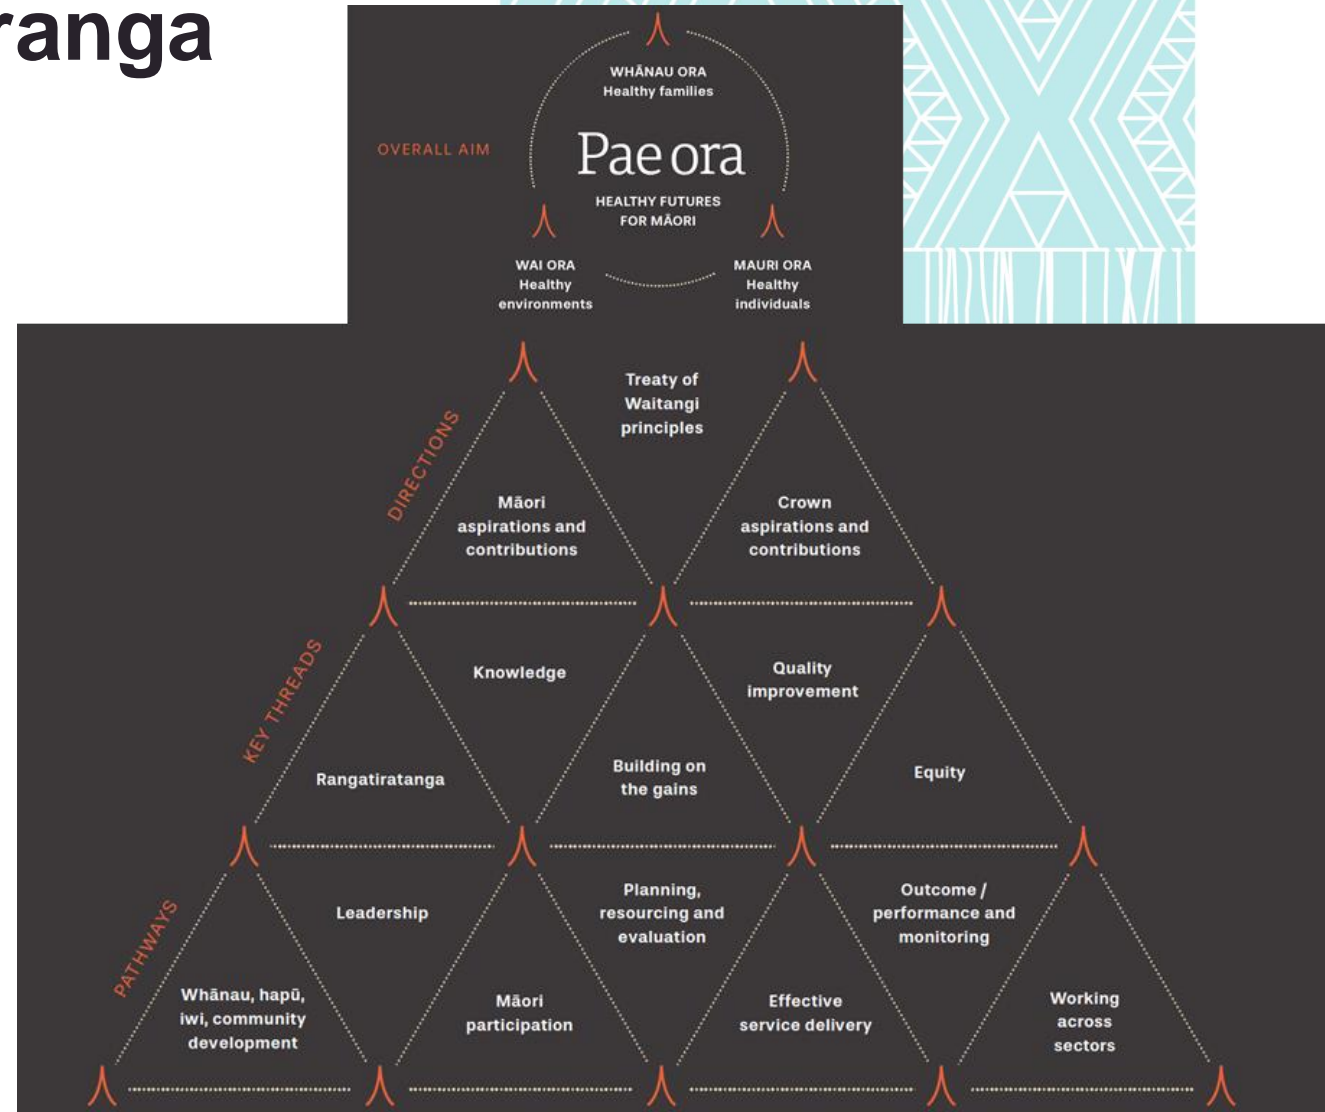 ranga
WHĀNAU ORA
Healthy families
OVERALL AIM
Pae ora
HEALTHY FUTURES
FOR MĀORI
WAI ORA
Healthy
environments
MAURI ORA
Healthy
individuals
DIRECTIONS
Treaty of
Waitangi
principles
Māori
aspirations and
contributions
Crown
aspirations and
contributions
KEY THREADS
Knowledge
Quality
improvement
Rangatiratanga
Building on
the gains
Equity
PATHWAYS
Leadership
Planning,
resourcing and
evaluation
Outcome /
performance and
monitoring
Whānau, hapū,
iwi, community
development
Māori
participation
Effective
service delivery
Working
across
sectors